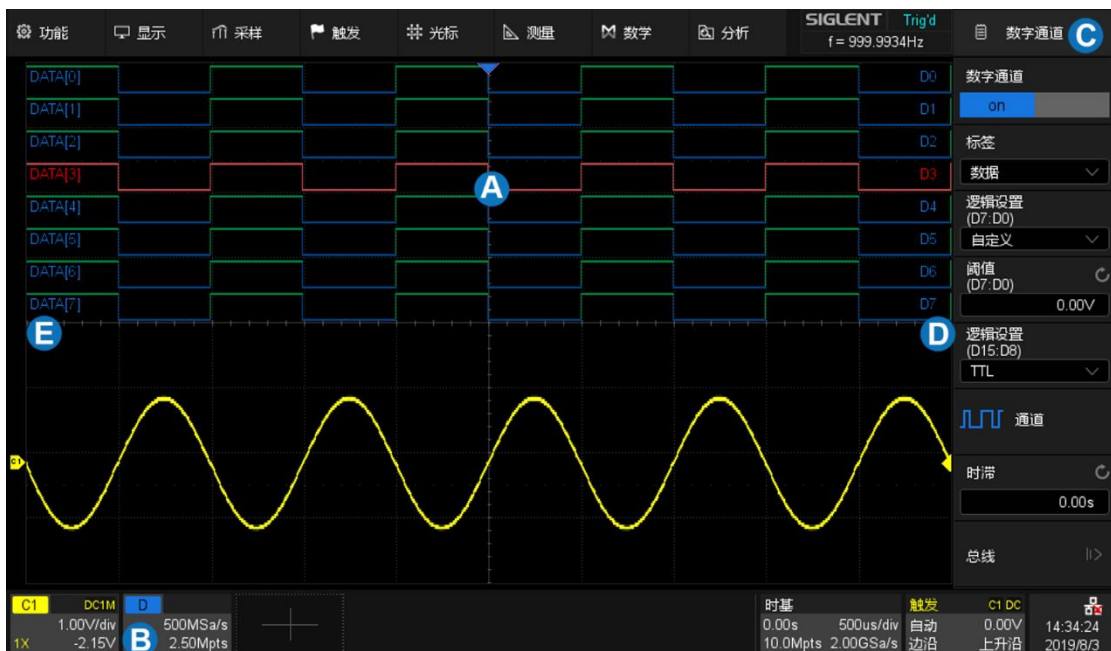 功能 显示 采样 触发 光标 测量 数学 分析
SIGLENT Trig'd
f = 999.9934Hz
数字通道 C
DATA[0] D0
DATA[1] D1
DATA[2] D2
DATA[3] D3
A
DATA[4] D4
DATA[5] D5
DATA[6] D6
DATA[7] D7
E D
C1
数字通道
on
标签
数据
逻辑设置
(D7:D0)
自定义
阈值
(D7:D0)
0.00V
逻辑设置
(D15:D8)
TTL
通道
时滞
0.00s
总线
C1 DC1M
1.00V/div
1X -2.15V
D
500MSa/s
B 2.50Mpts
时基
0.00s 500us/div
10.0Mpts 2.00GSa/s
触发 C1 DC
自动 0.00V
边沿 上升沿
14:34:24
2019/8/3